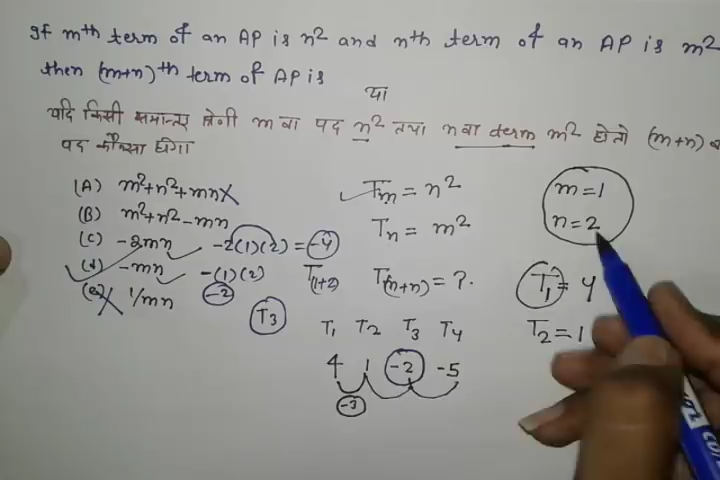 If mth term of an AP is n² and nth term of an AP is m²
then (m+n)th term of AP is
या
यदि किसी समान्तर श्रेणी m वा पद n² तथा n वा term m² हो तो (m+n) व
पद कौनसा होगा
(A) m²+n²+mn
(B) m²+n²-mn
(C) -2mn -2(1)(2) = -4
(d) -mn -(1)(2)
-2
(e) 1/mn
Tm = n²
Tn = m²
T(1+2) T(m+n) = ?
T3
T1 T2 T3 T4
4 1 -2 -5
-3
m=1
n=2
T1 = 4
T2 = 1